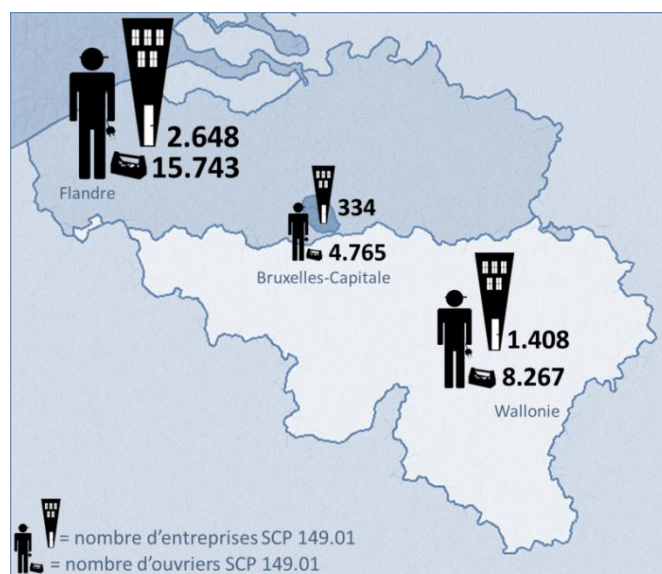 2.648
15.743
Flandre
334
4.765
Bruxelles-Capitale
1.408
8.267
Wallonie
= nombre d'entreprises SCP 149.01
= nombre d'ouvriers SCP 149.01